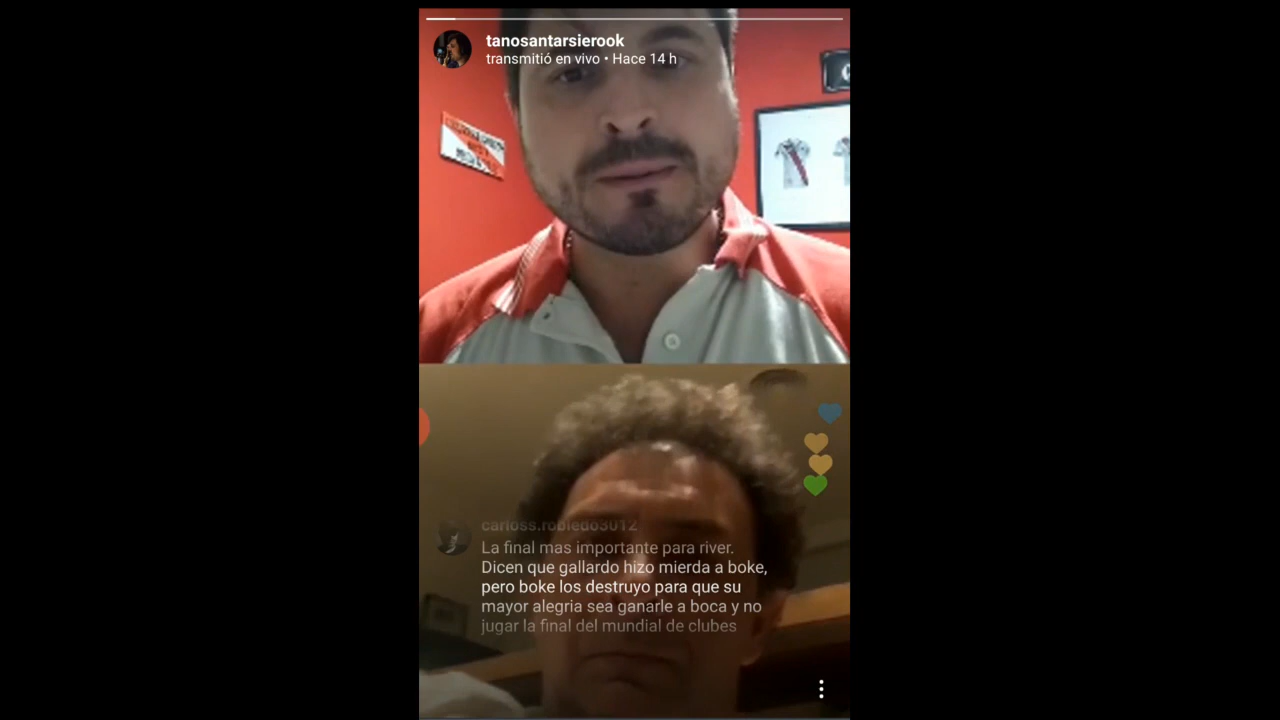 tanosantarsierook
transmitió en vivo • Hace 14 h
carloss.robledo3012
La final mas importante para river.
Dicen que gallardo hizo mierda a boke,
pero boke los destruyo para que su
mayor alegria sea ganarle a boca y no
jugar la final del mundial de clubes